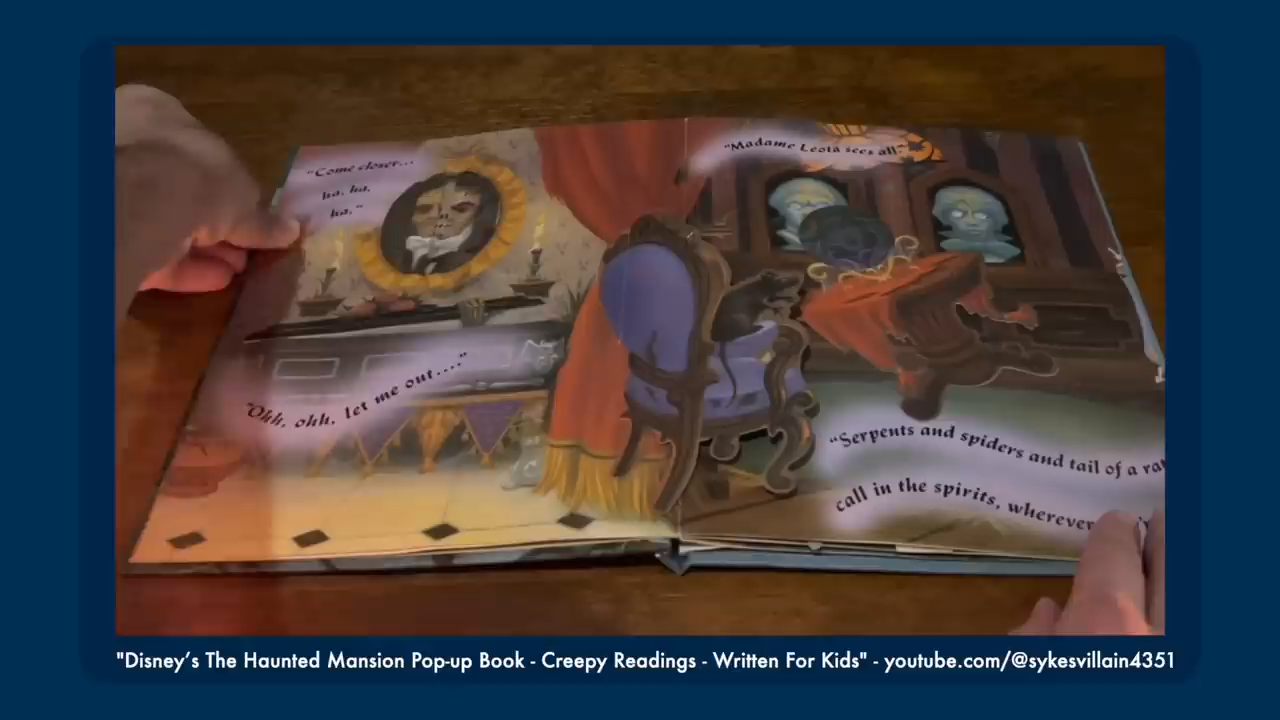 "Come closer...
ha, ha,
ha."
"Ohh, ohh, let me out...."
"Madame Leota sees all."
"Serpents and spiders and tail of a rat
call in the spirits, wherever
"Disney’s The Haunted Mansion Pop-up Book - Creepy Readings - Written For Kids" - youtube.com/@sykesvillain4351